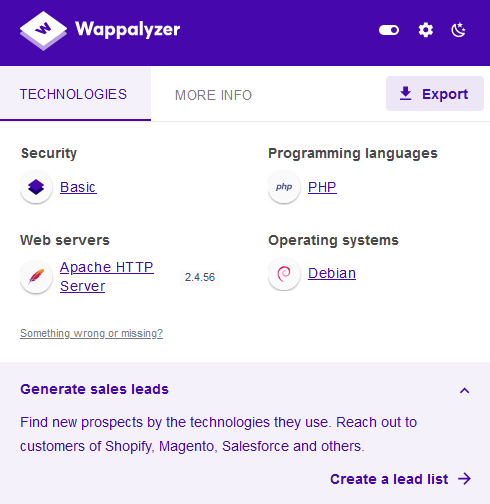 Wappalyzer
TECHNOLOGIES
MORE INFO
Export
Security
Basic
Programming languages
php
PHP
Web servers
Apache HTTP
Server
2.4.56
Operating systems
Debian
Something wrong or missing?
Generate sales leads
Find new prospects by the technologies they use. Reach out to
customers of Shopify, Magento, Salesforce and others.
Create a lead list